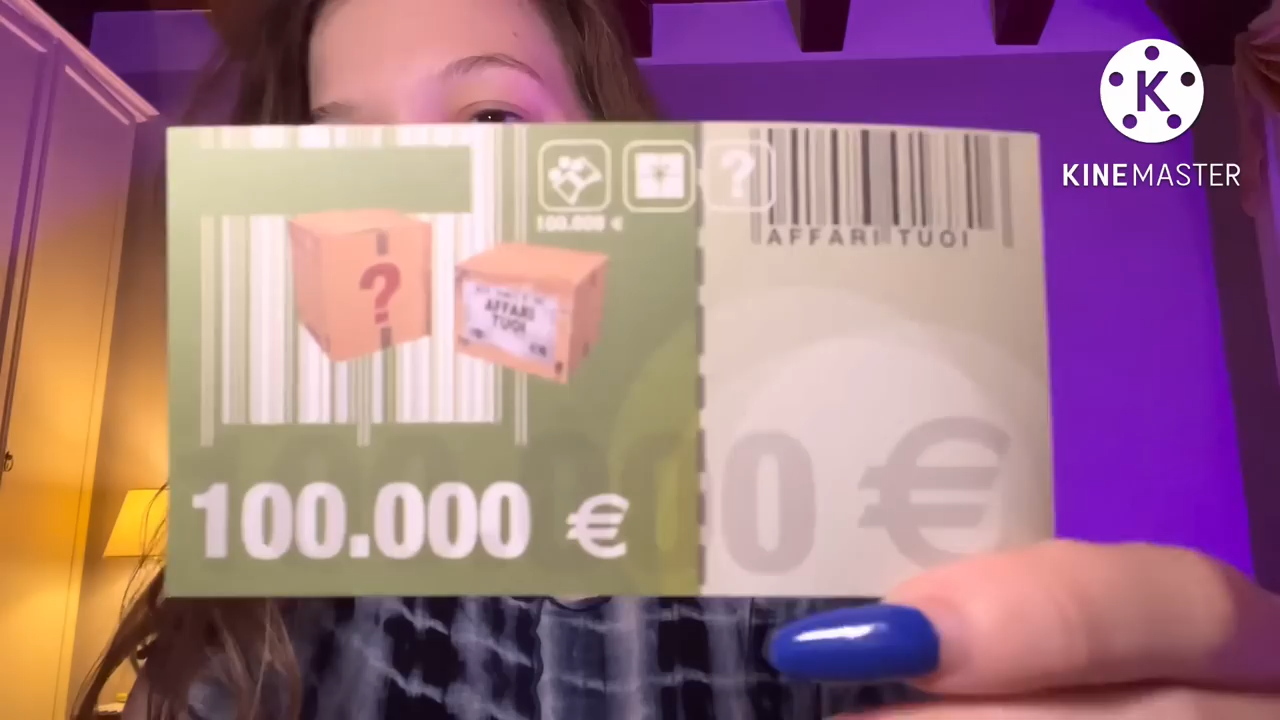 K
KINEMASTER
?
100.000 €
AFFARI TUOI
?
AFFARI
TUOI
0 €
100.000 €